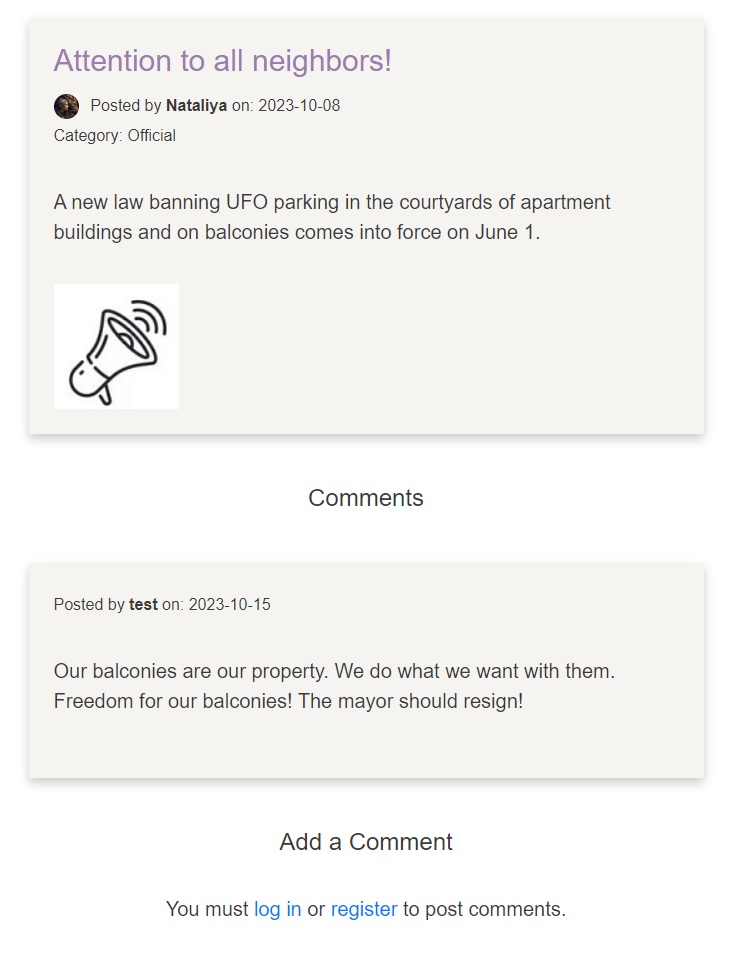 Attention to all neighbors!
Posted by Nataliya on: 2023-10-08
Category: Official
A new law banning UFO parking in the courtyards of apartment
buildings and on balconies comes into force on June 1.
Comments
Posted by test on: 2023-10-15
Our balconies are our property. We do what we want with them.
Freedom for our balconies! The mayor should resign!
Add a Comment
You must log in or register to post comments.